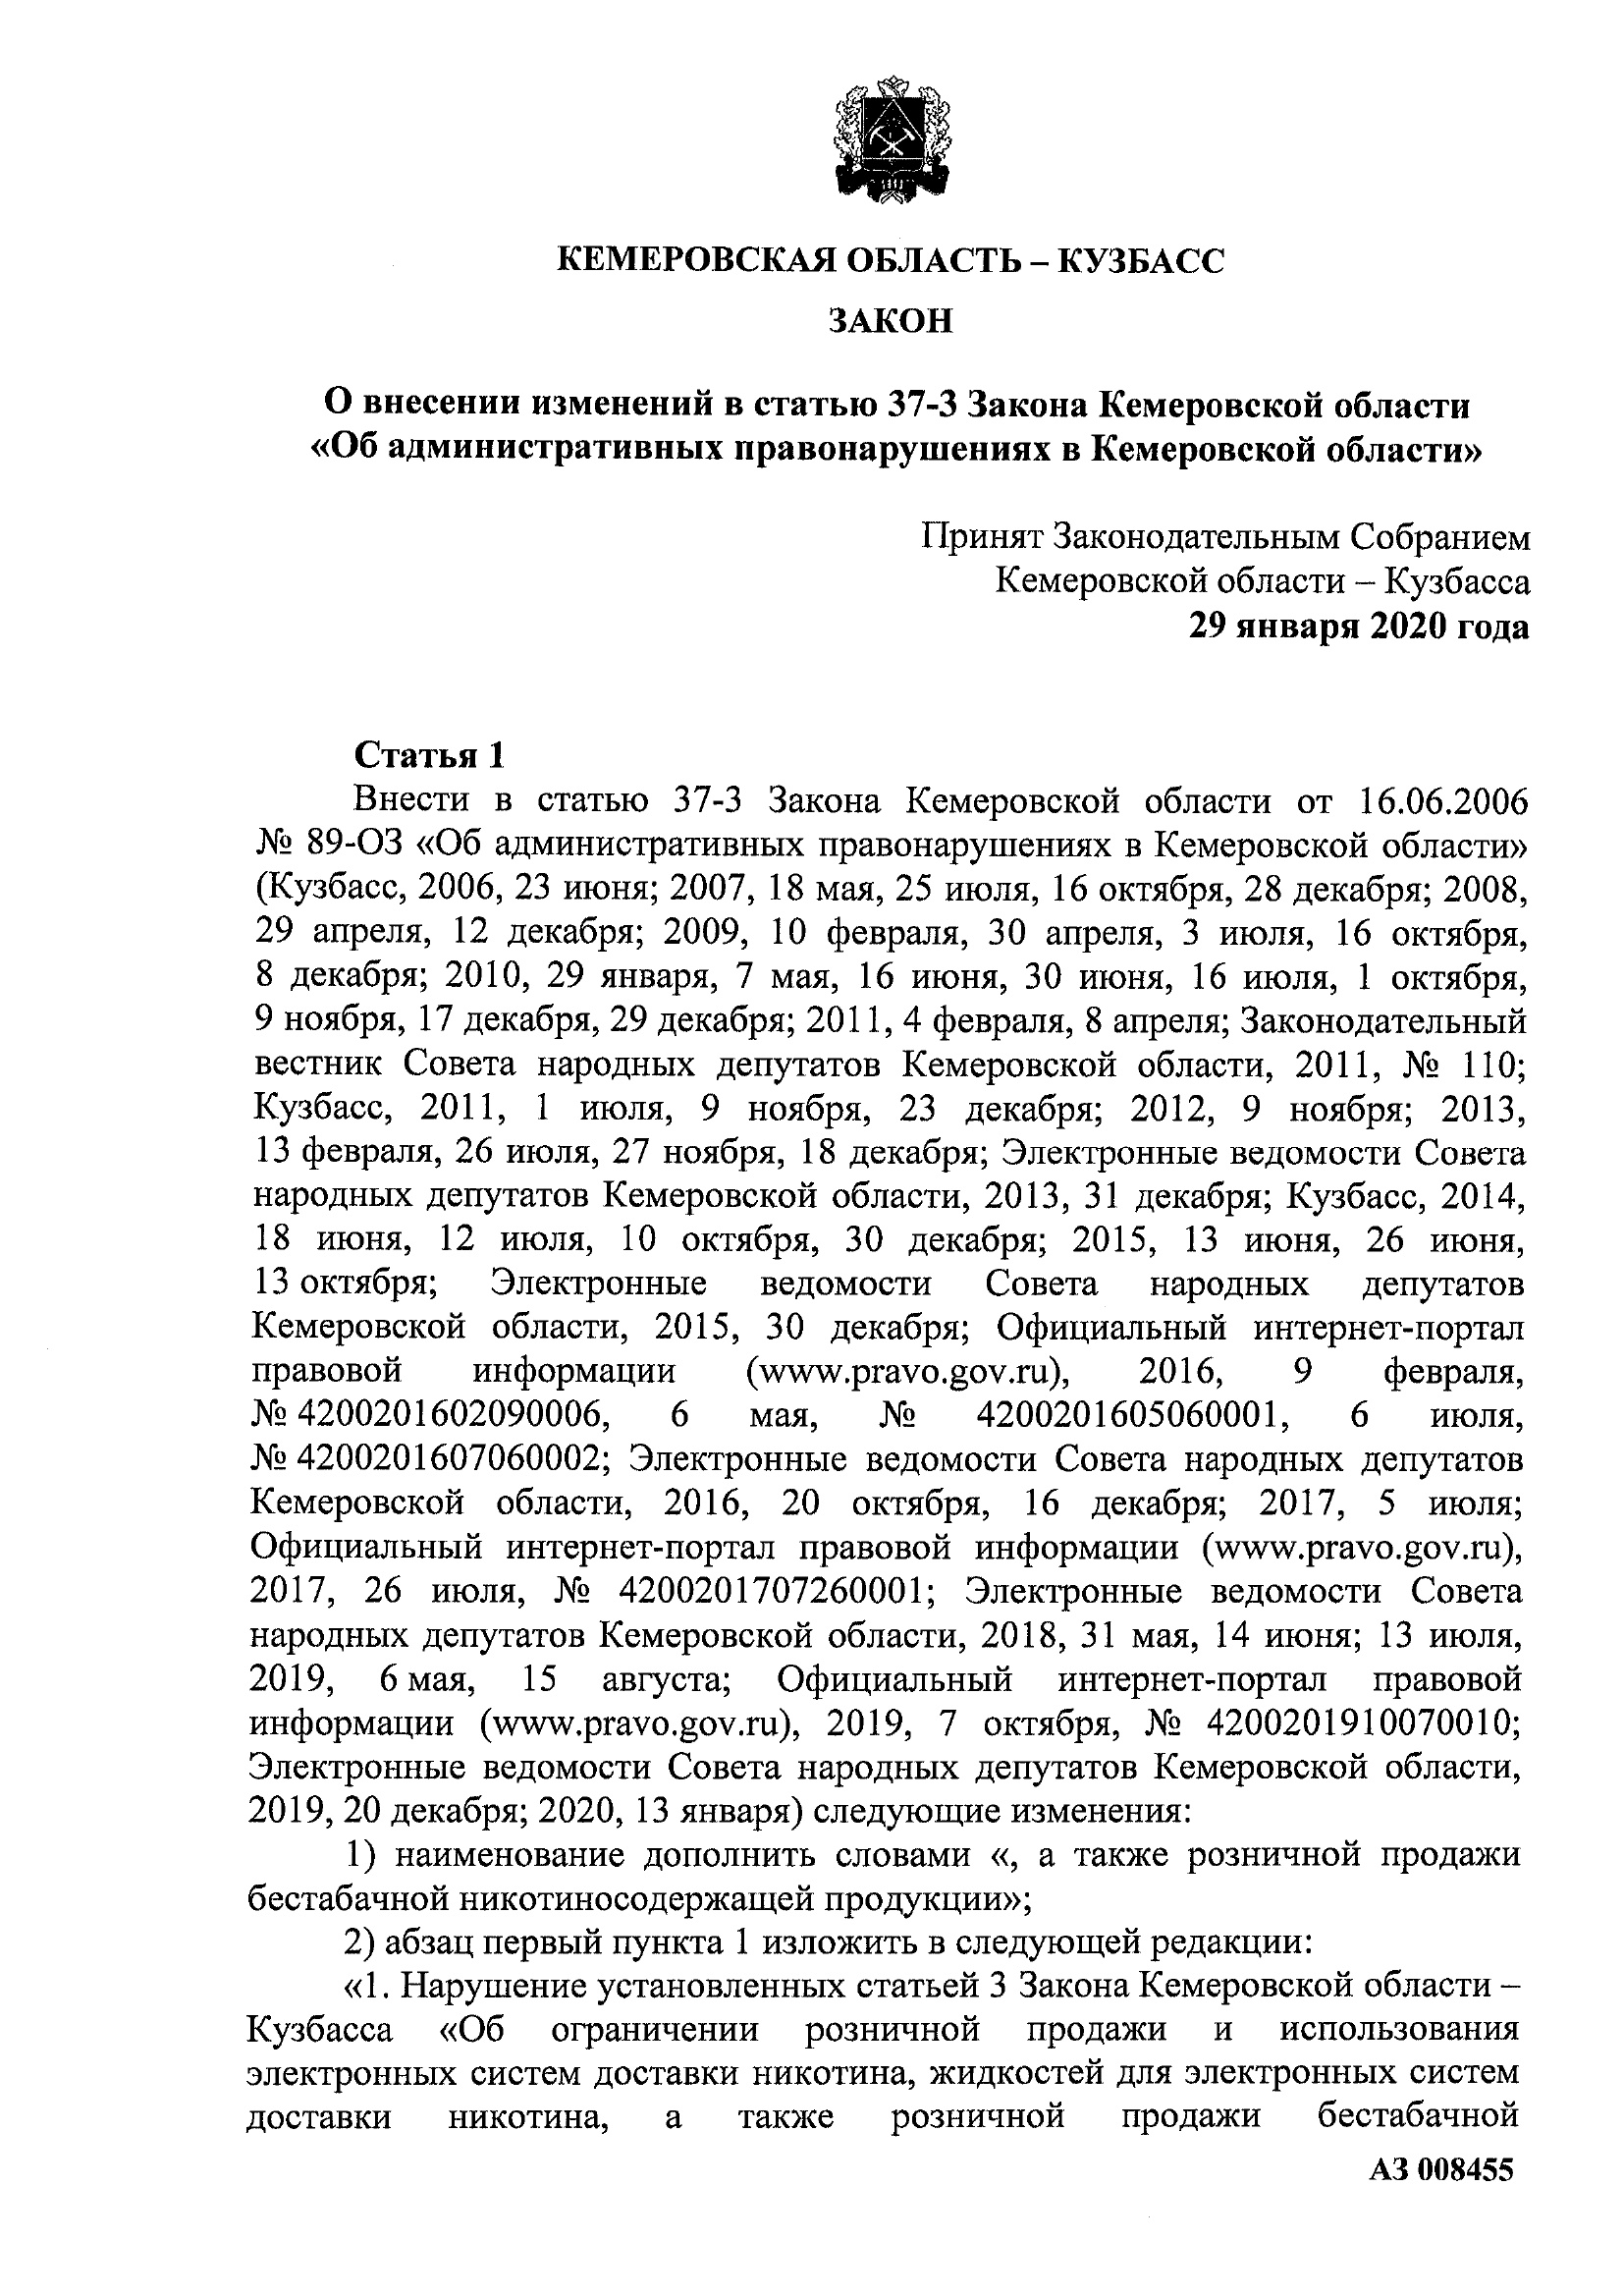 КЕМЕРОВСКАЯ ОБЛАСТЬ – КУЗБАСС
ЗАКОН
О внесении изменений в статью 37-3 Закона Кемеровской области
«Об административных правонарушениях в Кемеровской области»
Принят Законодательным Собранием
Кемеровской области – Кузбасса
29 января 2020 года
Статья 1
Внести в статью 37-3 Закона Кемеровской области от 16.06.2006
№ 89-ОЗ «Об административных правонарушениях в Кемеровской области»
(Кузбасс, 2006, 23 июня; 2007, 18 мая, 25 июля, 16 октября, 28 декабря; 2008,
29 апреля, 12 декабря; 2009, 10 февраля, 30 апреля, 3 июля, 16 октября,
8 декабря; 2010, 29 января, 7 мая, 16 июня, 30 июня, 16 июля, 1 октября,
9 ноября, 17 декабря, 29 декабря; 2011, 4 февраля, 8 апреля; Законодательный
вестник Совета народных депутатов Кемеровской области, 2011, № 110;
Кузбасс, 2011, 1 июля, 9 ноября, 23 декабря; 2012, 9 ноября; 2013,
13 февраля, 26 июля, 27 ноября, 18 декабря; Электронные ведомости Совета
народных депутатов Кемеровской области, 2013, 31 декабря; Кузбасс, 2014,
18 июня, 12 июля, 10 октября, 30 декабря; 2015, 13 июня, 26 июня,
13 октября; Электронные ведомости Совета народных депутатов
Кемеровской области, 2015, 30 декабря; Официальный интернет-портал
правовой информации (www.pravo.gov.ru), 2016, 9 февраля,
№ 4200201602090006, 6 мая, № 4200201605060001, 6 июля,
№ 4200201607060002; Электронные ведомости Совета народных депутатов
Кемеровской области, 2016, 20 октября, 16 декабря; 2017, 5 июля;
Официальный интернет-портал правовой информации (www.pravo.gov.ru),
2017, 26 июля, № 4200201707260001; Электронные ведомости Совета
народных депутатов Кемеровской области, 2018, 31 мая, 14 июня; 13 июля,
2019, 6 мая, 15 августа; Официальный интернет-портал правовой
информации (www.pravo.gov.ru), 2019, 7 октября, № 4200201910070010;
Электронные ведомости Совета народных депутатов Кемеровской области,
2019, 20 декабря; 2020, 13 января) следующие изменения:
1) наименование дополнить словами «, а также розничной продажи
бестабачной никотиносодержащей продукции»;
2) абзац первый пункта 1 изложить в следующей редакции:
«1. Нарушение установленных статьей 3 Закона Кемеровской области –
Кузбасса «Об ограничении розничной продажи и использования
электронных систем доставки никотина, жидкостей для электронных систем
доставки никотина, а также розничной продажи бестабачной
АЗ 008455